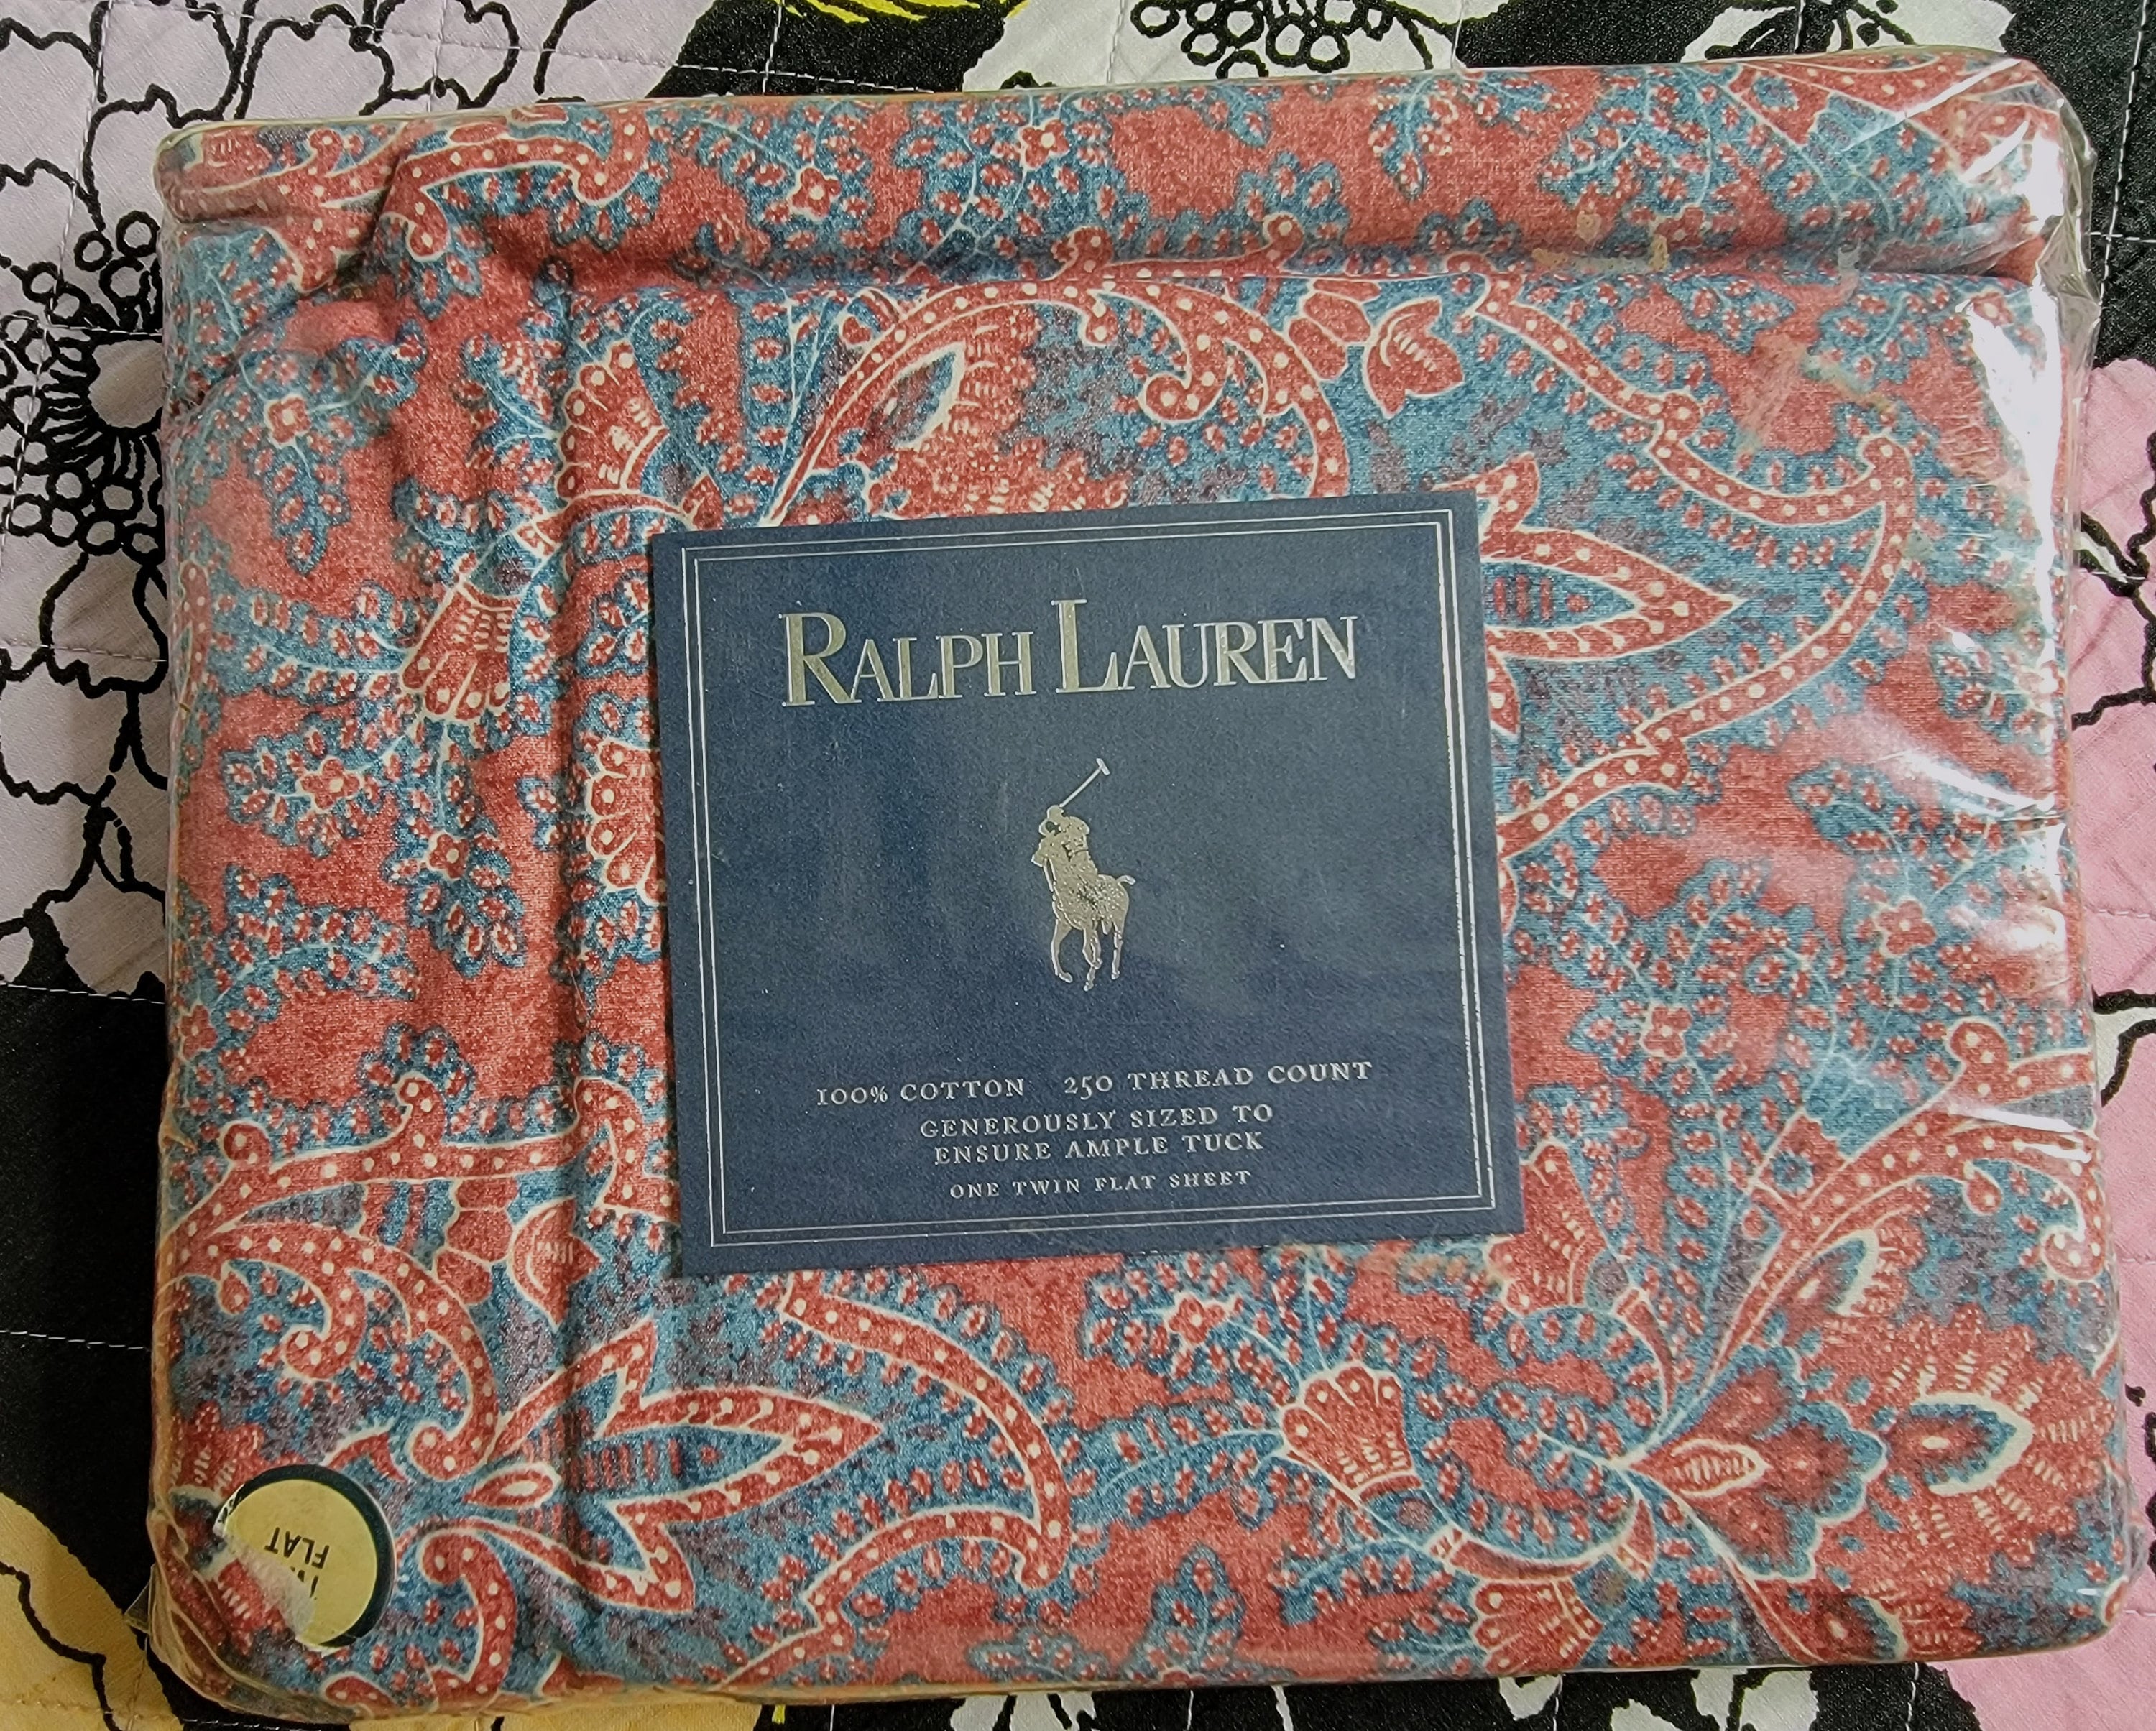 RALPH LAUREN
100% COTTON 250 THREAD COUNT
GENEROUSLY SIZED TO
ENSURE AMPLE TUCK
ONE TWIN FLAT SHEET
FLAT